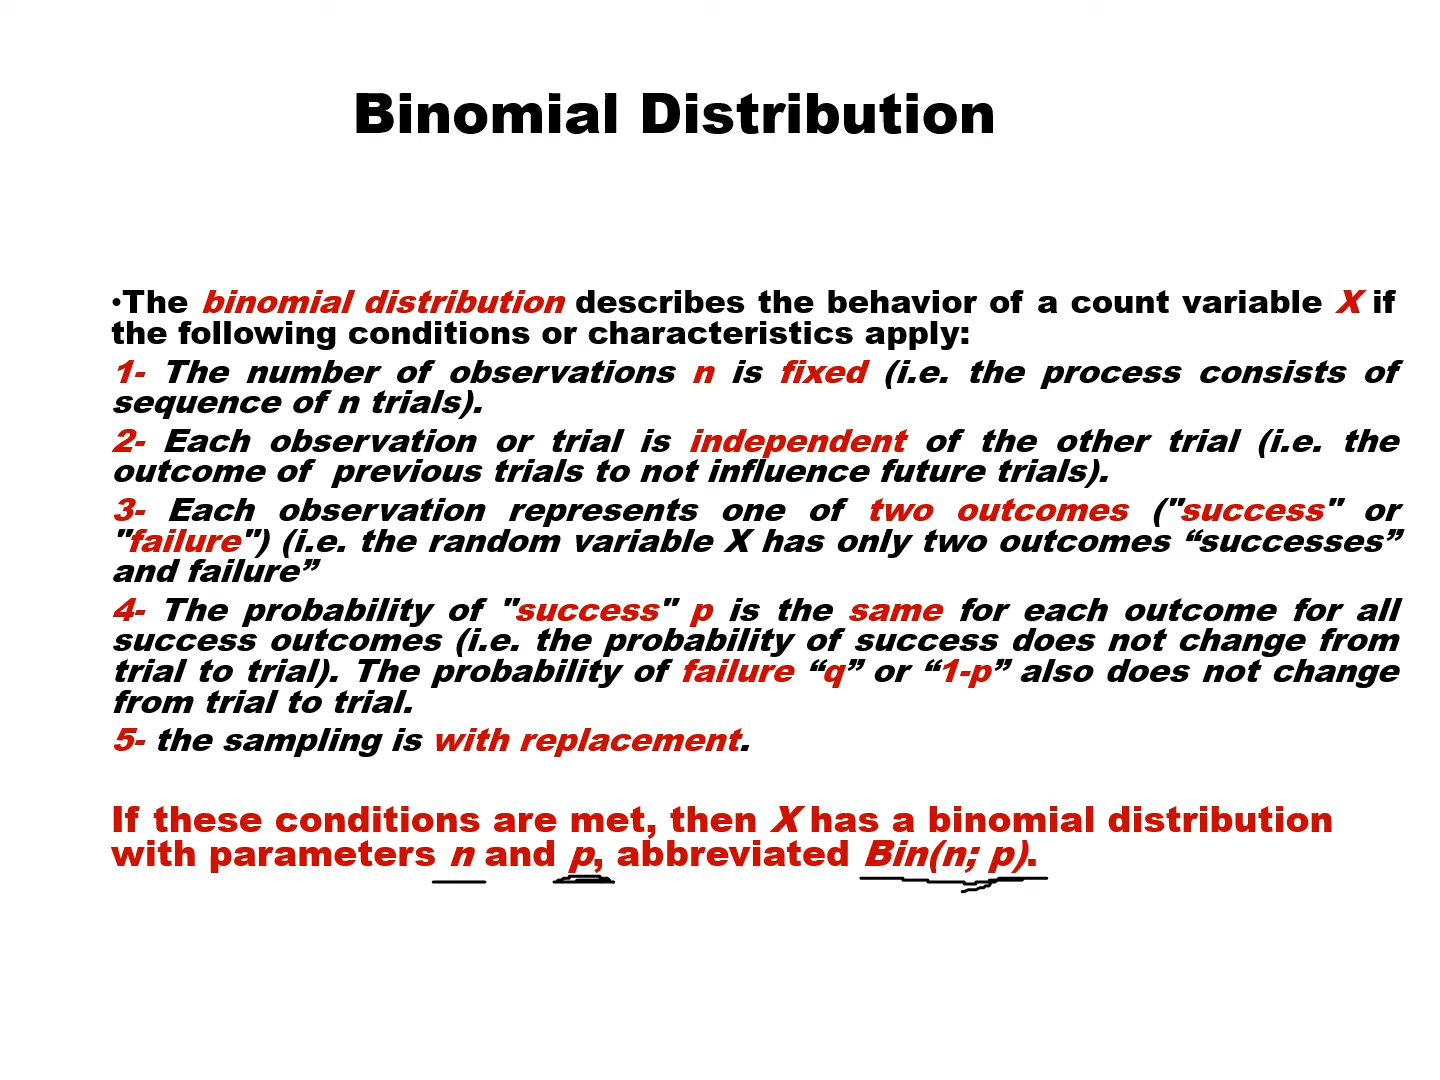 Binomial Distribution
•The binomial distribution describes the behavior of a count variable X if
the following conditions or characteristics apply:
1- The number of observations n is fixed (i.e. the process consists of
sequence of n trials).
2- Each observation or trial is independent of the other trial (i.e. the
outcome of previous trials to not influence future trials).
3- Each observation represents one of two outcomes ("success" or
"failure") (i.e. the random variable X has only two outcomes “successes”
and failure”
4- The probability of "success" p is the same for each outcome for all
success outcomes (i.e. the probability of success does not change from
trial to trial). The probability of failure “q” or “1-p” also does not change
from trial to trial.
5- the sampling is with replacement.
If these conditions are met, then X has a binomial distribution
with parameters n and p, abbreviated Bin(n; p).